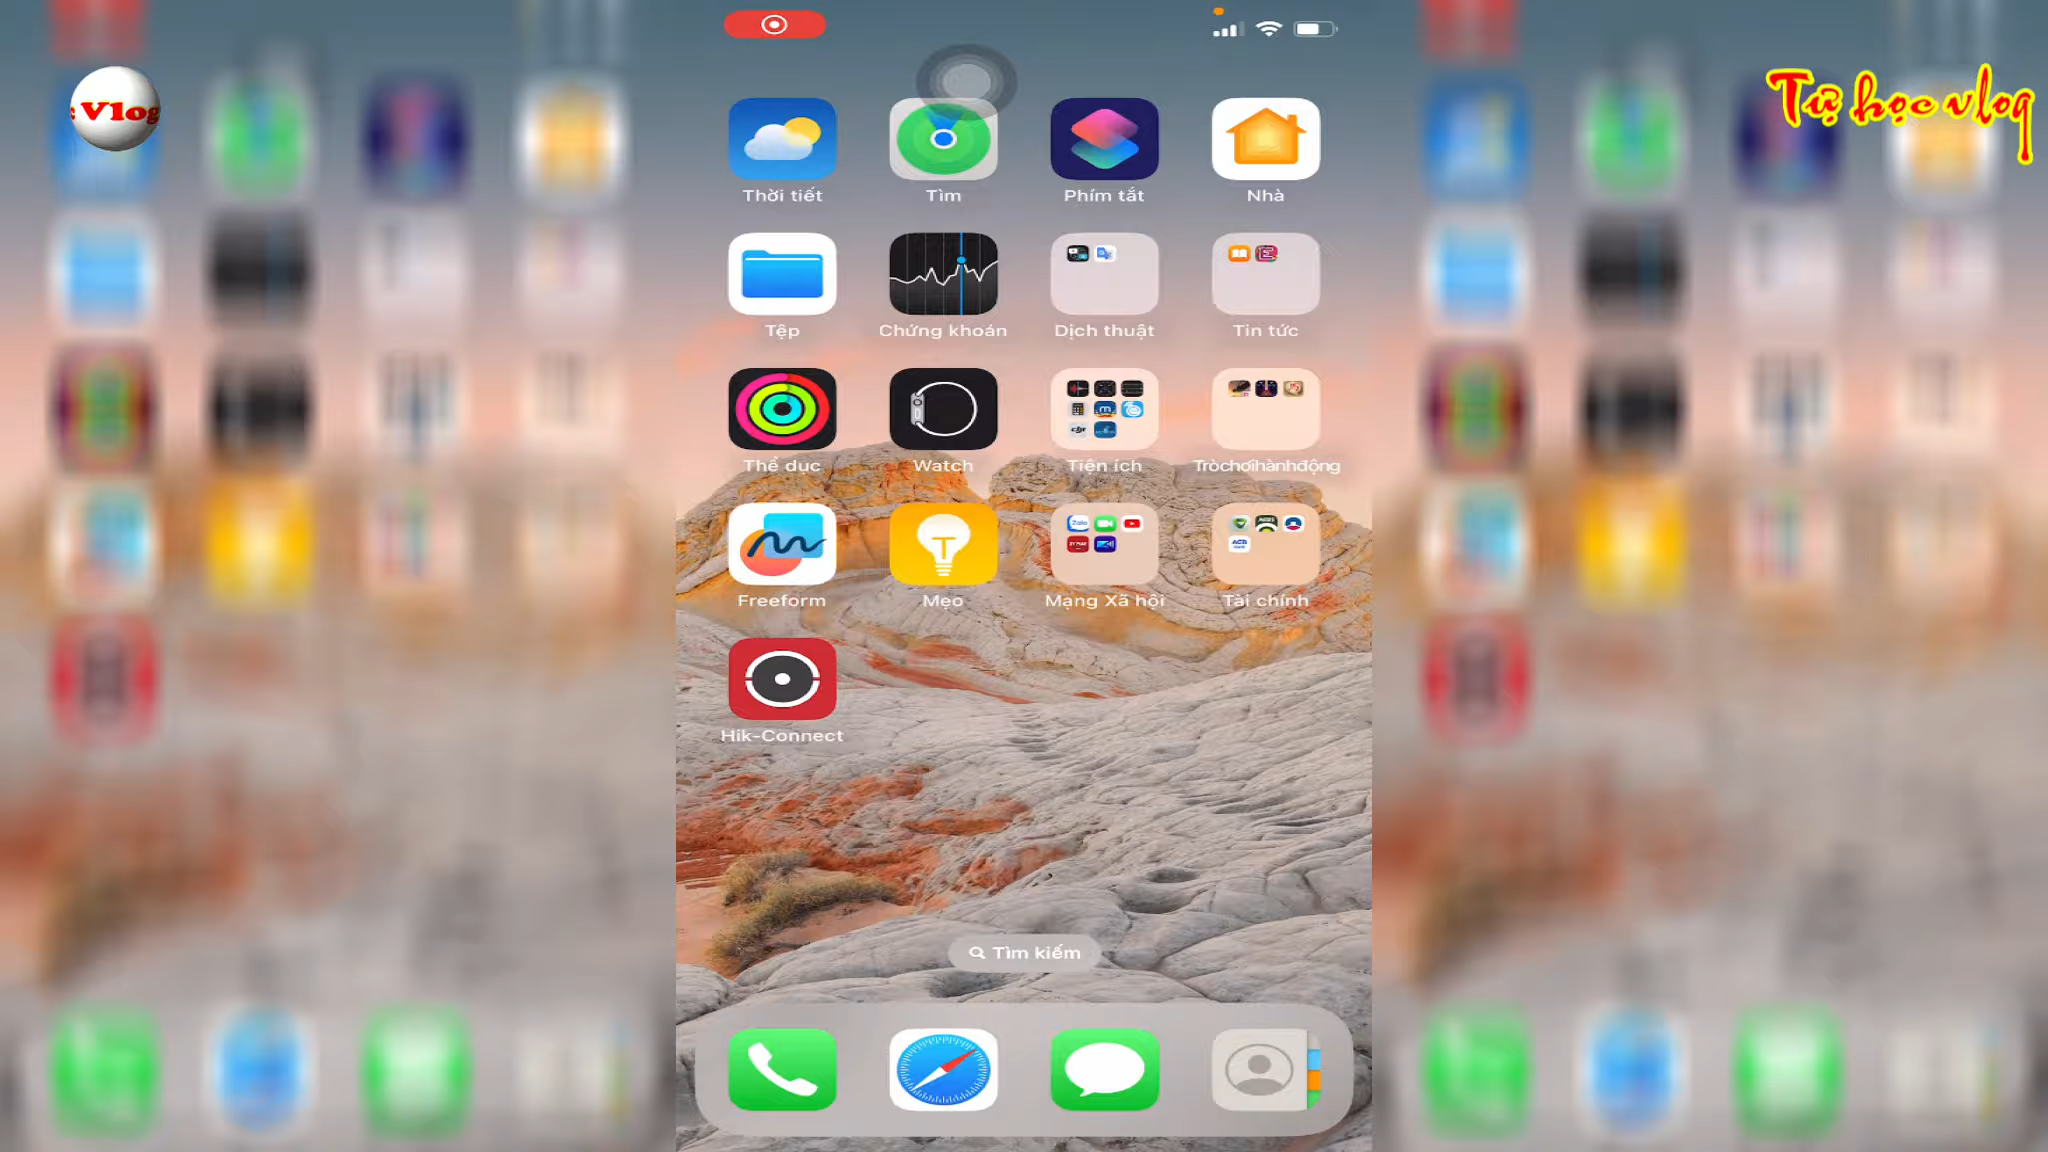 Vlog
Tự học vlog
Thời tiết
Tìm
Phím tắt
Nhà
Tệp
Chứng khoán
Dịch thuật
Tin tức
Thể dục
Watch
Tiện ích
Tròchơihànhđộng
Freeform
Mẹo
Mạng Xã hội
Tài chính
Hik-Connect
Tìm kiếm